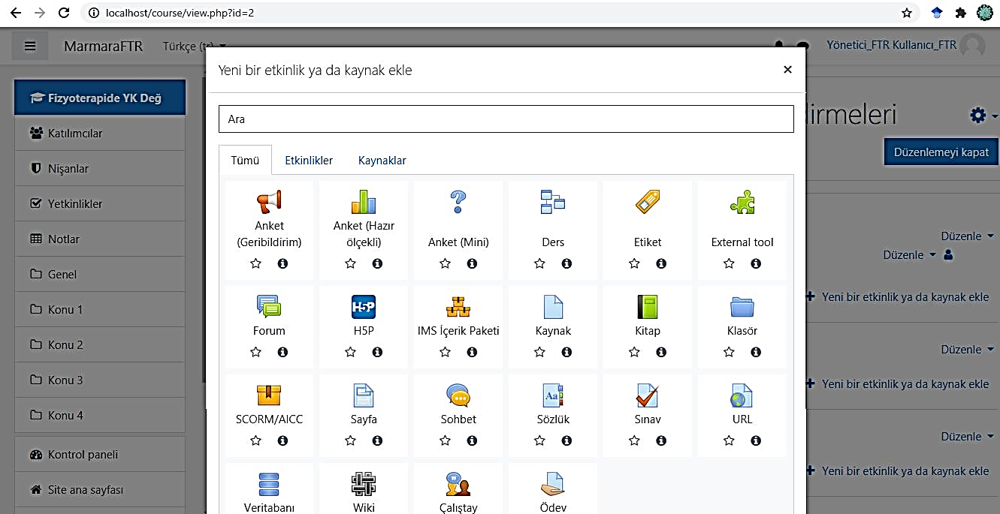 localhost/course/view.php?id=2
MarmaraFTR
Türkçe (tr)
Yönetici_FTR Kullanıcı_FTR
Fizyoterapide YK Değ
Katılımcılar
Nişanlar
Yetkinlikler
Notlar
Genel
Konu 1
Konu 2
Konu 3
Konu 4
Kontrol paneli
Site ana sayfası
Yeni bir etkinlik ya da kaynak ekle
Ara
Tümü
Etkinlikler
Kaynaklar
Anket
(Geribildirim)
Anket (Hazır
ölçekli)
Anket (Mini)
Ders
Etiket
External tool
Forum
H5P
H5P
IMS İçerik Paketi
Kaynak
Kitap
Klasör
SCORM/AICC
Sayfa
Sohbet
Aa
Sözlük
Sınav
URL
Veritabanı
Wiki
Çalıştay
Ödev
dirmeleri
Düzenlemeyi kapat
Düzenle
Düzenle
Yeni bir etkinlik ya da kaynak ekle
Düzenle
Yeni bir etkinlik ya da kaynak ekle
Düzenle
Yeni bir etkinlik ya da kaynak ekle